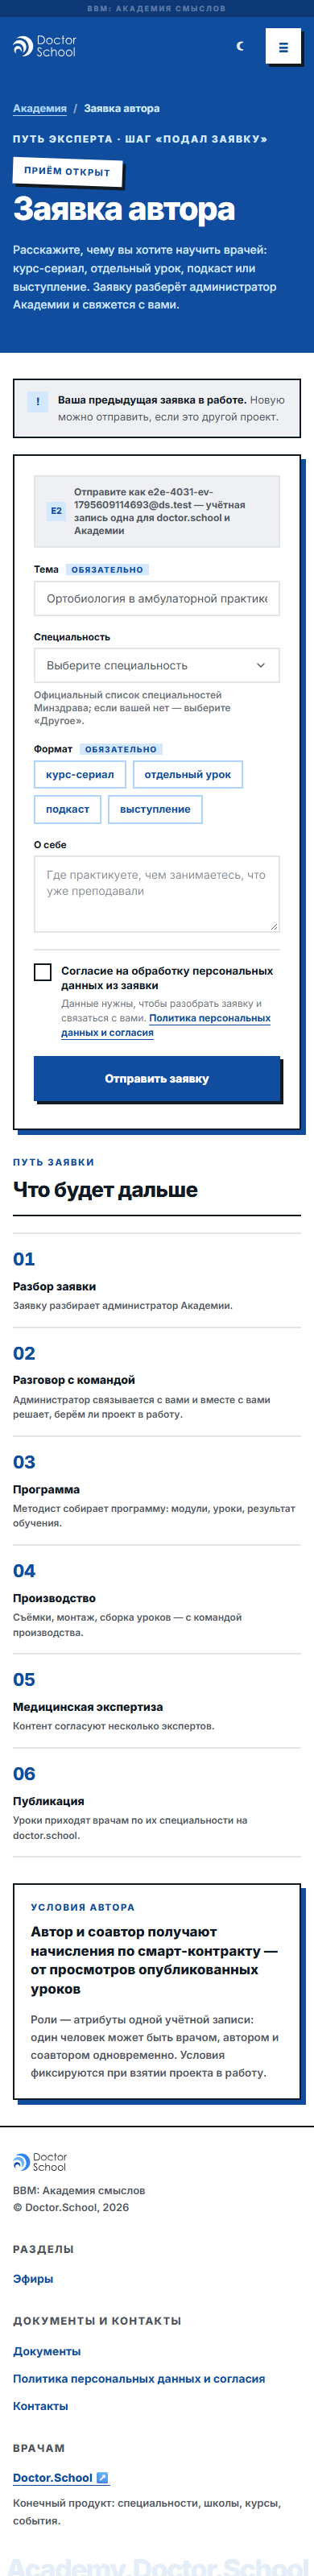 ВВМ: АКАДЕМИЯ СМЫСЛОВ
Doctor
School
Академия / Заявка автора
ПУТЬ ЭКСПЕРТА · ШАГ «ПОДАЛ ЗАЯВКУ»
ПРИЁМ ОТКРЫТ
Заявка автора
Расскажите, чему вы хотите научить врачей:
курс-сериал, отдельный урок, подкаст или
выступление. Заявку разберёт администратор
Академии и свяжется с вами.
! Ваша предыдущая заявка в работе. Новую
можно отправить, если это другой проект.
Отправите как e2e-4031-ev-
1795609114693@ds.test — учётная
E2 запись одна для doctor.school и
Академии
Тема ОБЯЗАТЕЛЬНО
Ортобиология в амбулаторной практике
Специальность
Выберите специальность
Официальный список специальностей
Минздрава; если вашей нет — выберите
«Другое».
Формат ОБЯЗАТЕЛЬНО
курс-сериал отдельный урок
подкаст выступление
О себе
Где практикуете, чем занимаетесь, что
уже преподавали
Согласие на обработку персональных
данных из заявки
Данные нужны, чтобы разобрать заявку и
связаться с вами. Политика персональных
данных и согласия
Отправить заявку
ПУТЬ ЗАЯВКИ
Что будет дальше
01
Разбор заявки
Заявку разбирает администратор Академии.
02
Разговор с командой
Администратор связывается с вами и вместе с вами
решает, берём ли проект в работу.
03
Программа
Методист собирает программу: модули, уроки, результат
обучения.
04
Производство
Съёмки, монтаж, сборка уроков — с командой
производства.
05
Медицинская экспертиза
Контент согласуют несколько экспертов.
06
Публикация
Уроки приходят врачам по их специальности на
doctor.school.
УСЛОВИЯ АВТОРА
Автор и соавтор получают
начисления по смарт-контракту —
от просмотров опубликованных
уроков
Роли — атрибуты одной учётной записи:
один человек может быть врачом, автором и
соавтором одновременно. Условия
фиксируются при взятии проекта в работу.
Doctor
School
ВВМ: Академия смыслов
© Doctor.School, 2026
РАЗДЕЛЫ
Эфиры
ДОКУМЕНТЫ И КОНТАКТЫ
Документы
Политика персональных данных и согласия
Контакты
ВРАЧАМ
Doctor.School ↗
Конечный продукт: специальности, школы, курсы,
события.
Academy.Doctor.School